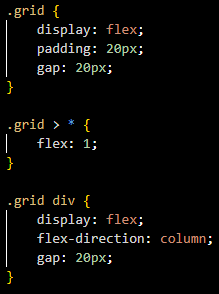 .grid {
    display: flex;
    padding: 20px;
    gap: 20px;
}

.grid > * {
    flex: 1;
}

.grid div {
    display: flex;
    flex-direction: column;
    gap: 20px;
}